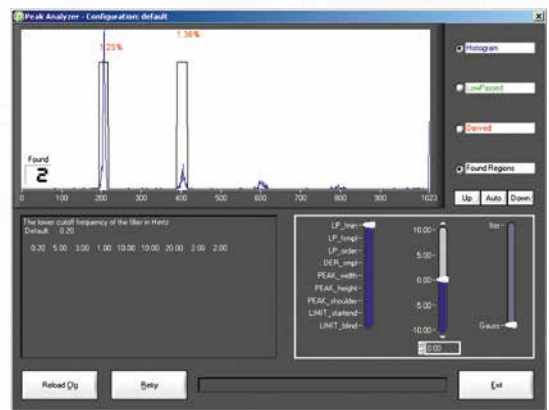 Peak Analyzer - Configuration: default
1.25%
1.36%
Found
2
0 100 200 300 400 500 600 700 800 900 1023
Histogram
LowPassed
Derived
Found Regions
Up Auto Down
The lower cutoff frequency of the filter in Hertz
Default 0.20
0.20 5.00 3.00 1.00 10.00 10.00 20.00 2.00 2.00
LP_fmin
LP_fsmpl
LP_order
DER_smpl
PEAK_width
PEAK_height
PEAK_shoulder
LIMIT_startend
LIMIT_blind
10.00
5.00
0.00
-5.00
-10.00
0.00
Iter
Gauss
Reload Cfg
Retry
Exit